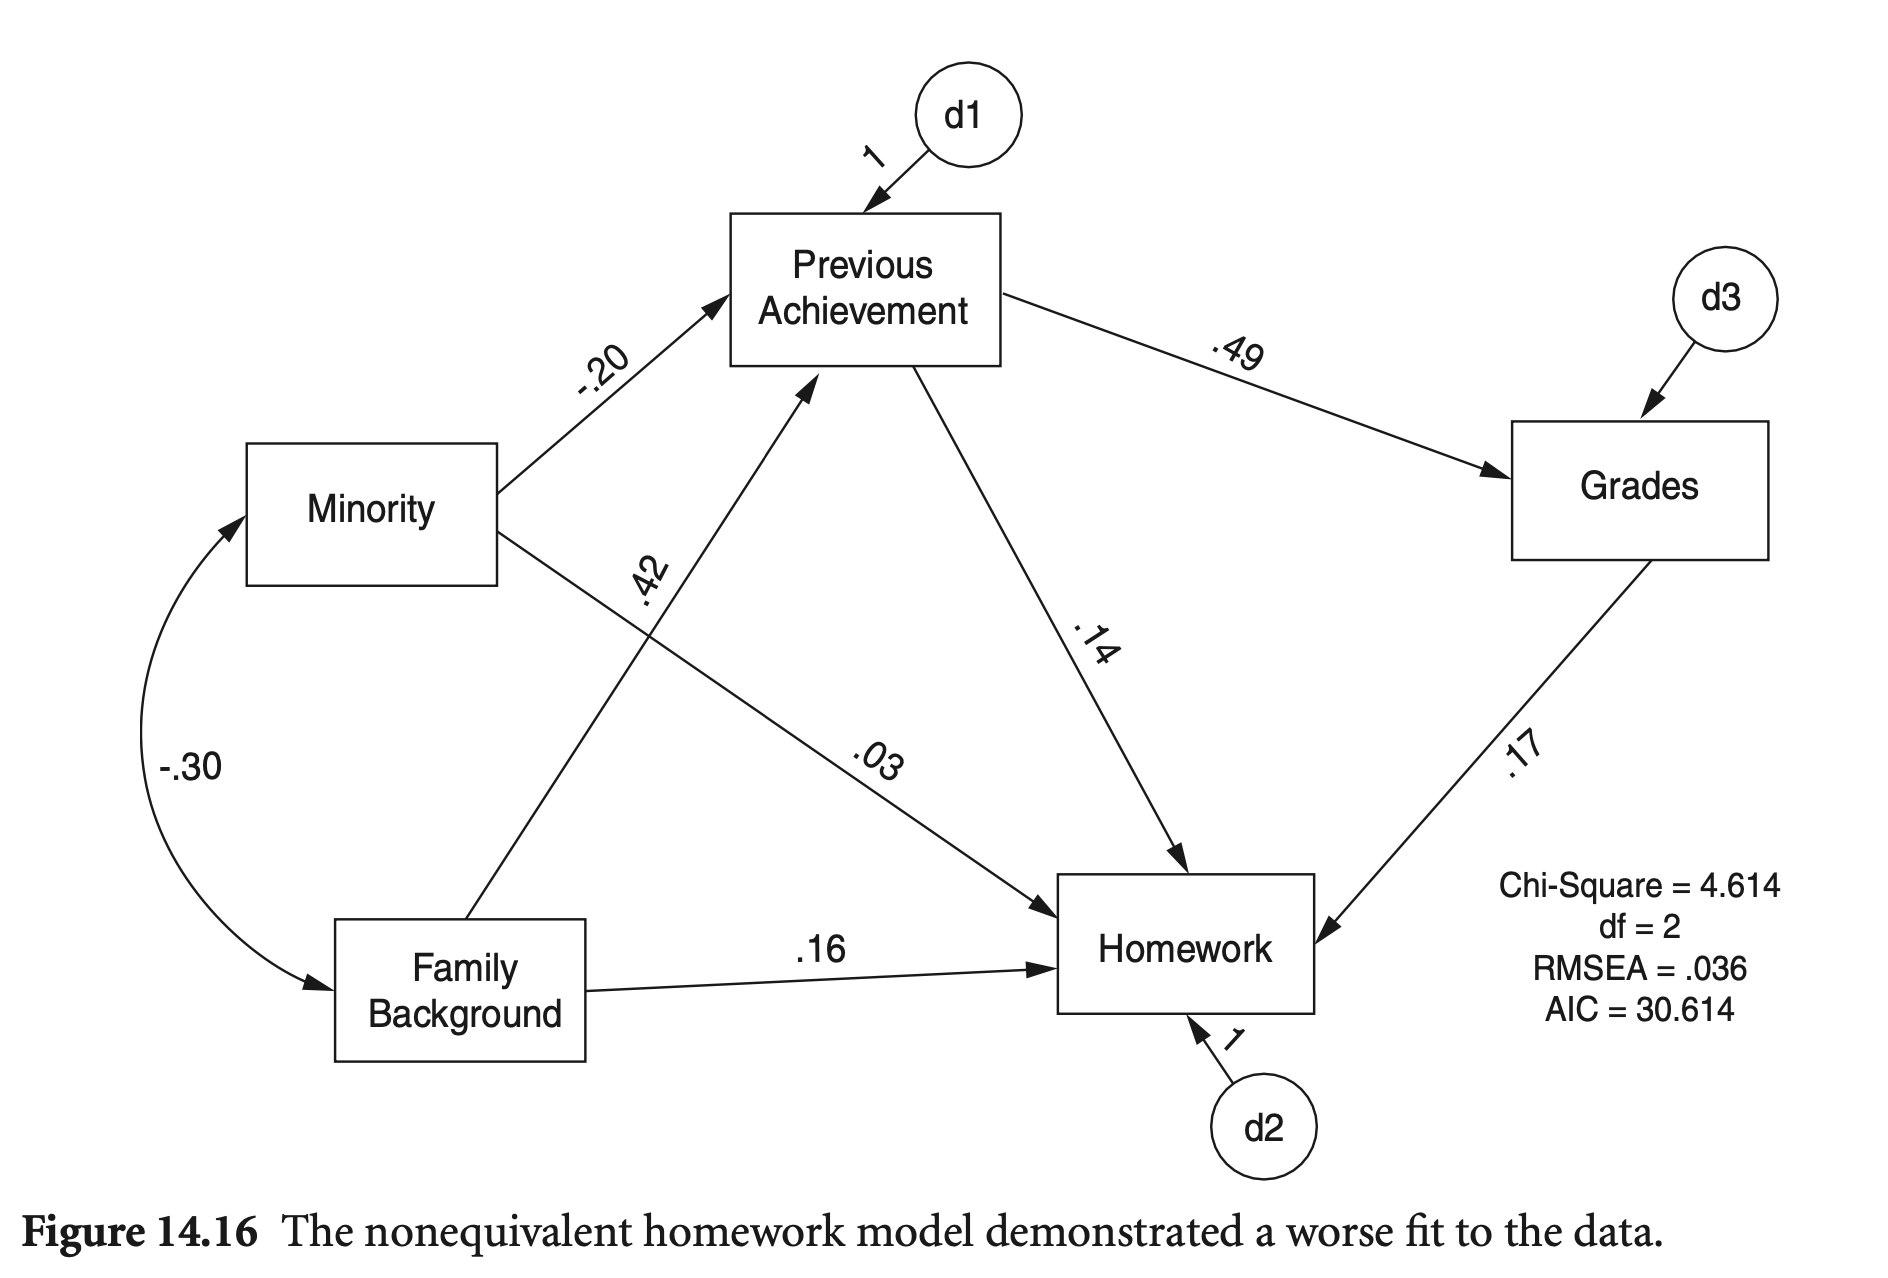 d1
1
Previous
Achievement
d3
-.20
.49
Grades
Minority
.42
.14
.03
.17
-.30
Family
Background
.16
Homework
Chi-Square = 4.614
df = 2
RMSEA = .036
AIC = 30.614
1
d2
Figure 14.16 The nonequivalent homework model demonstrated a worse fit to the data.